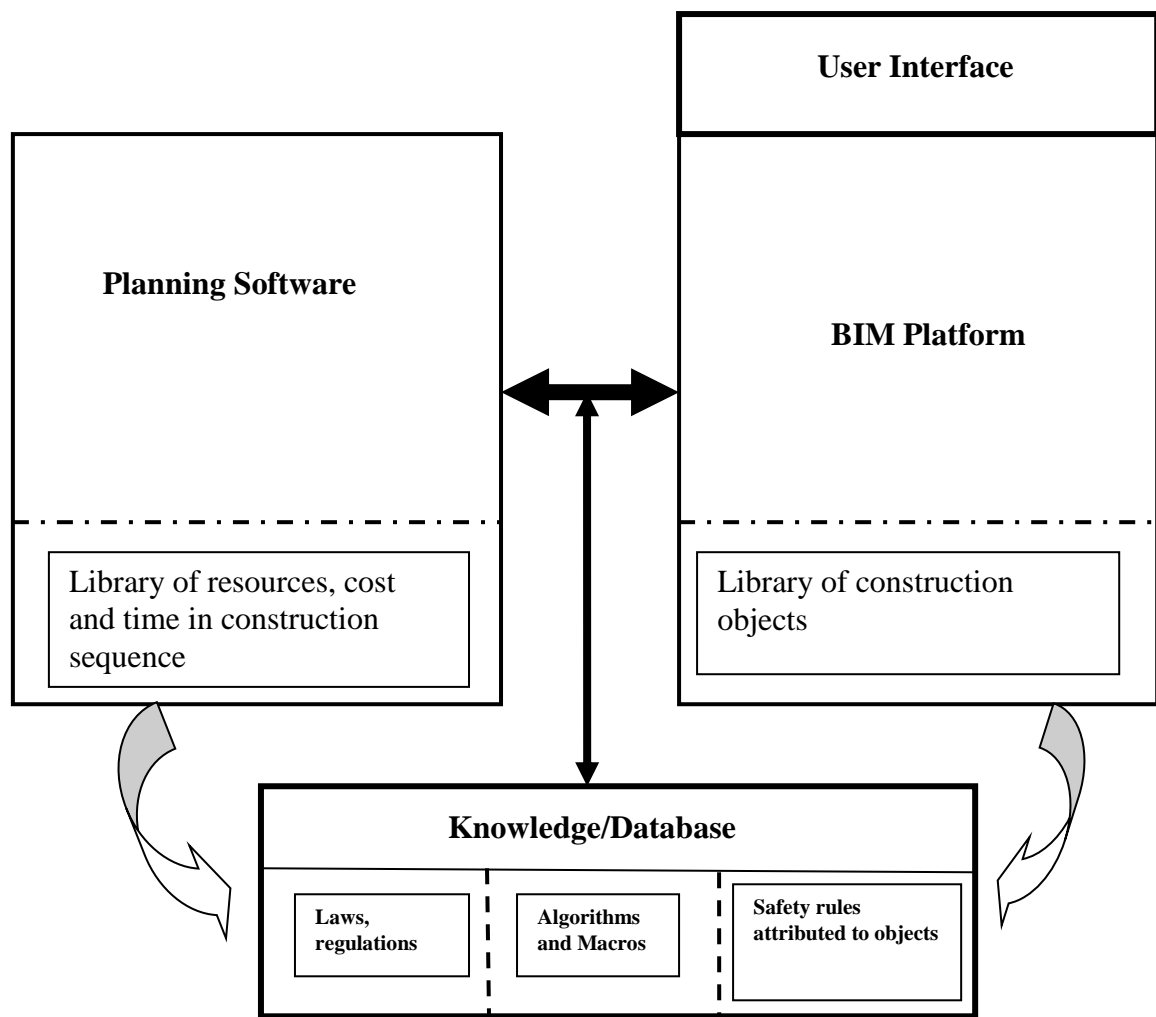 User Interface
Planning Software
BIM Platform
Library of resources, cost
and time in construction
sequence
Library of construction
objects
Knowledge/Database
Laws,
regulations
Algorithms
and Macros
Safety rules
attributed to objects